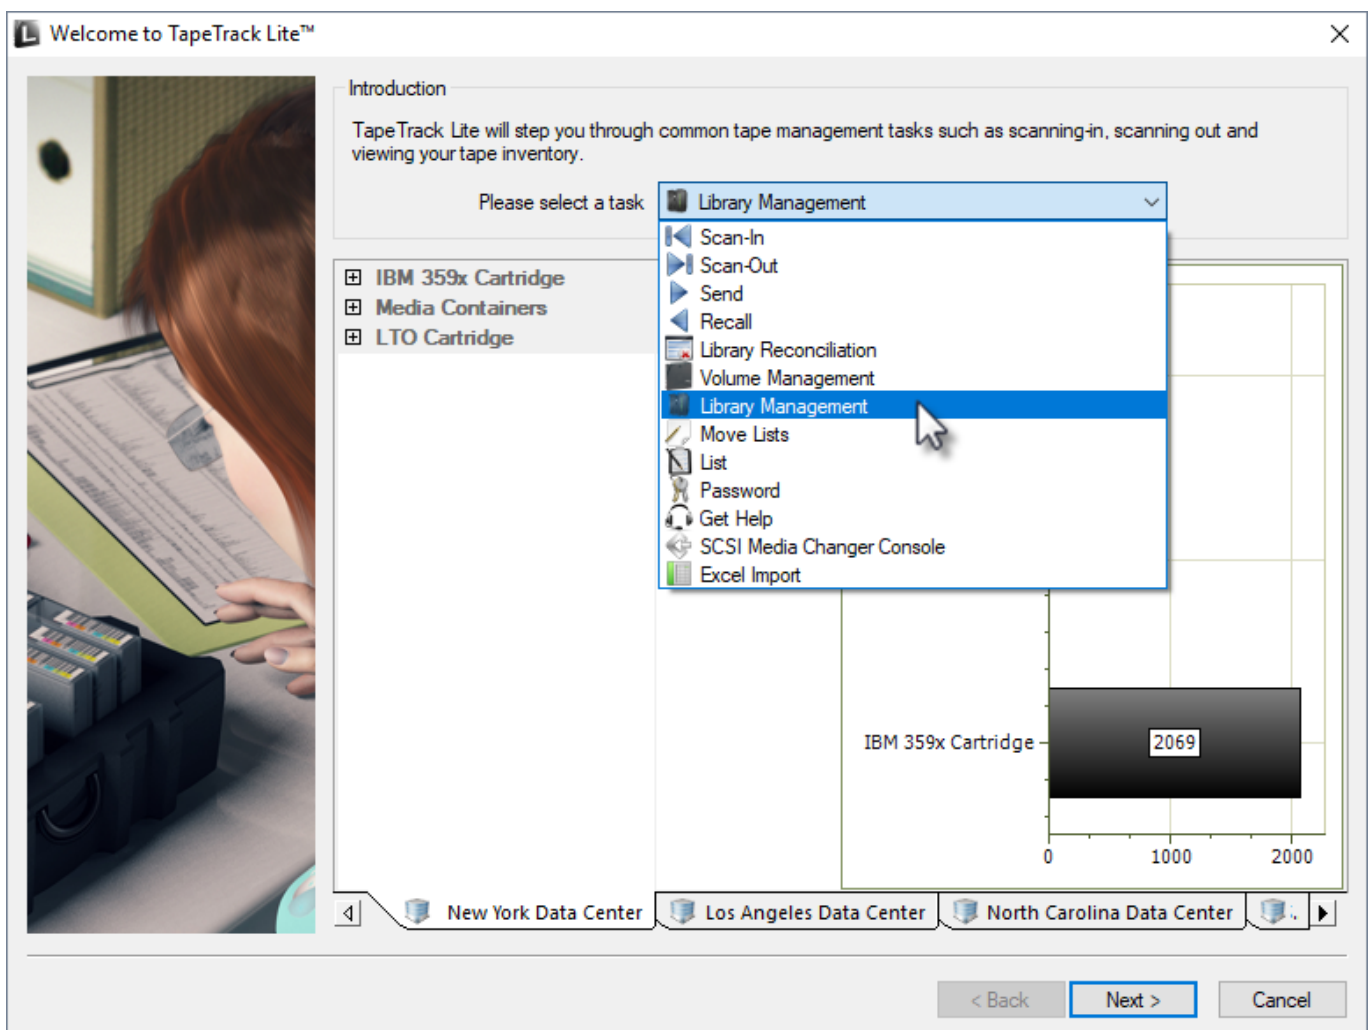 Welcome to TapeTrack Lite™
Introduction
TapeTrack Lite will step you through common tape management tasks such as scanning-in, scanning out and
viewing your tape inventory.
Please select a task
Library Management
Scan-In
Scan-Out
Send
Recall
Library Reconciliation
Volume Management
Library Management
Move Lists
List
Password
Get Help
SCSI Media Changer Console
Excel Import
IBM 359x Cartridge
Media Containers
LTO Cartridge
IBM 359x Cartridge
2069
0 1000 2000
New York Data Center Los Angeles Data Center North Carolina Data Center
< Back Next > Cancel